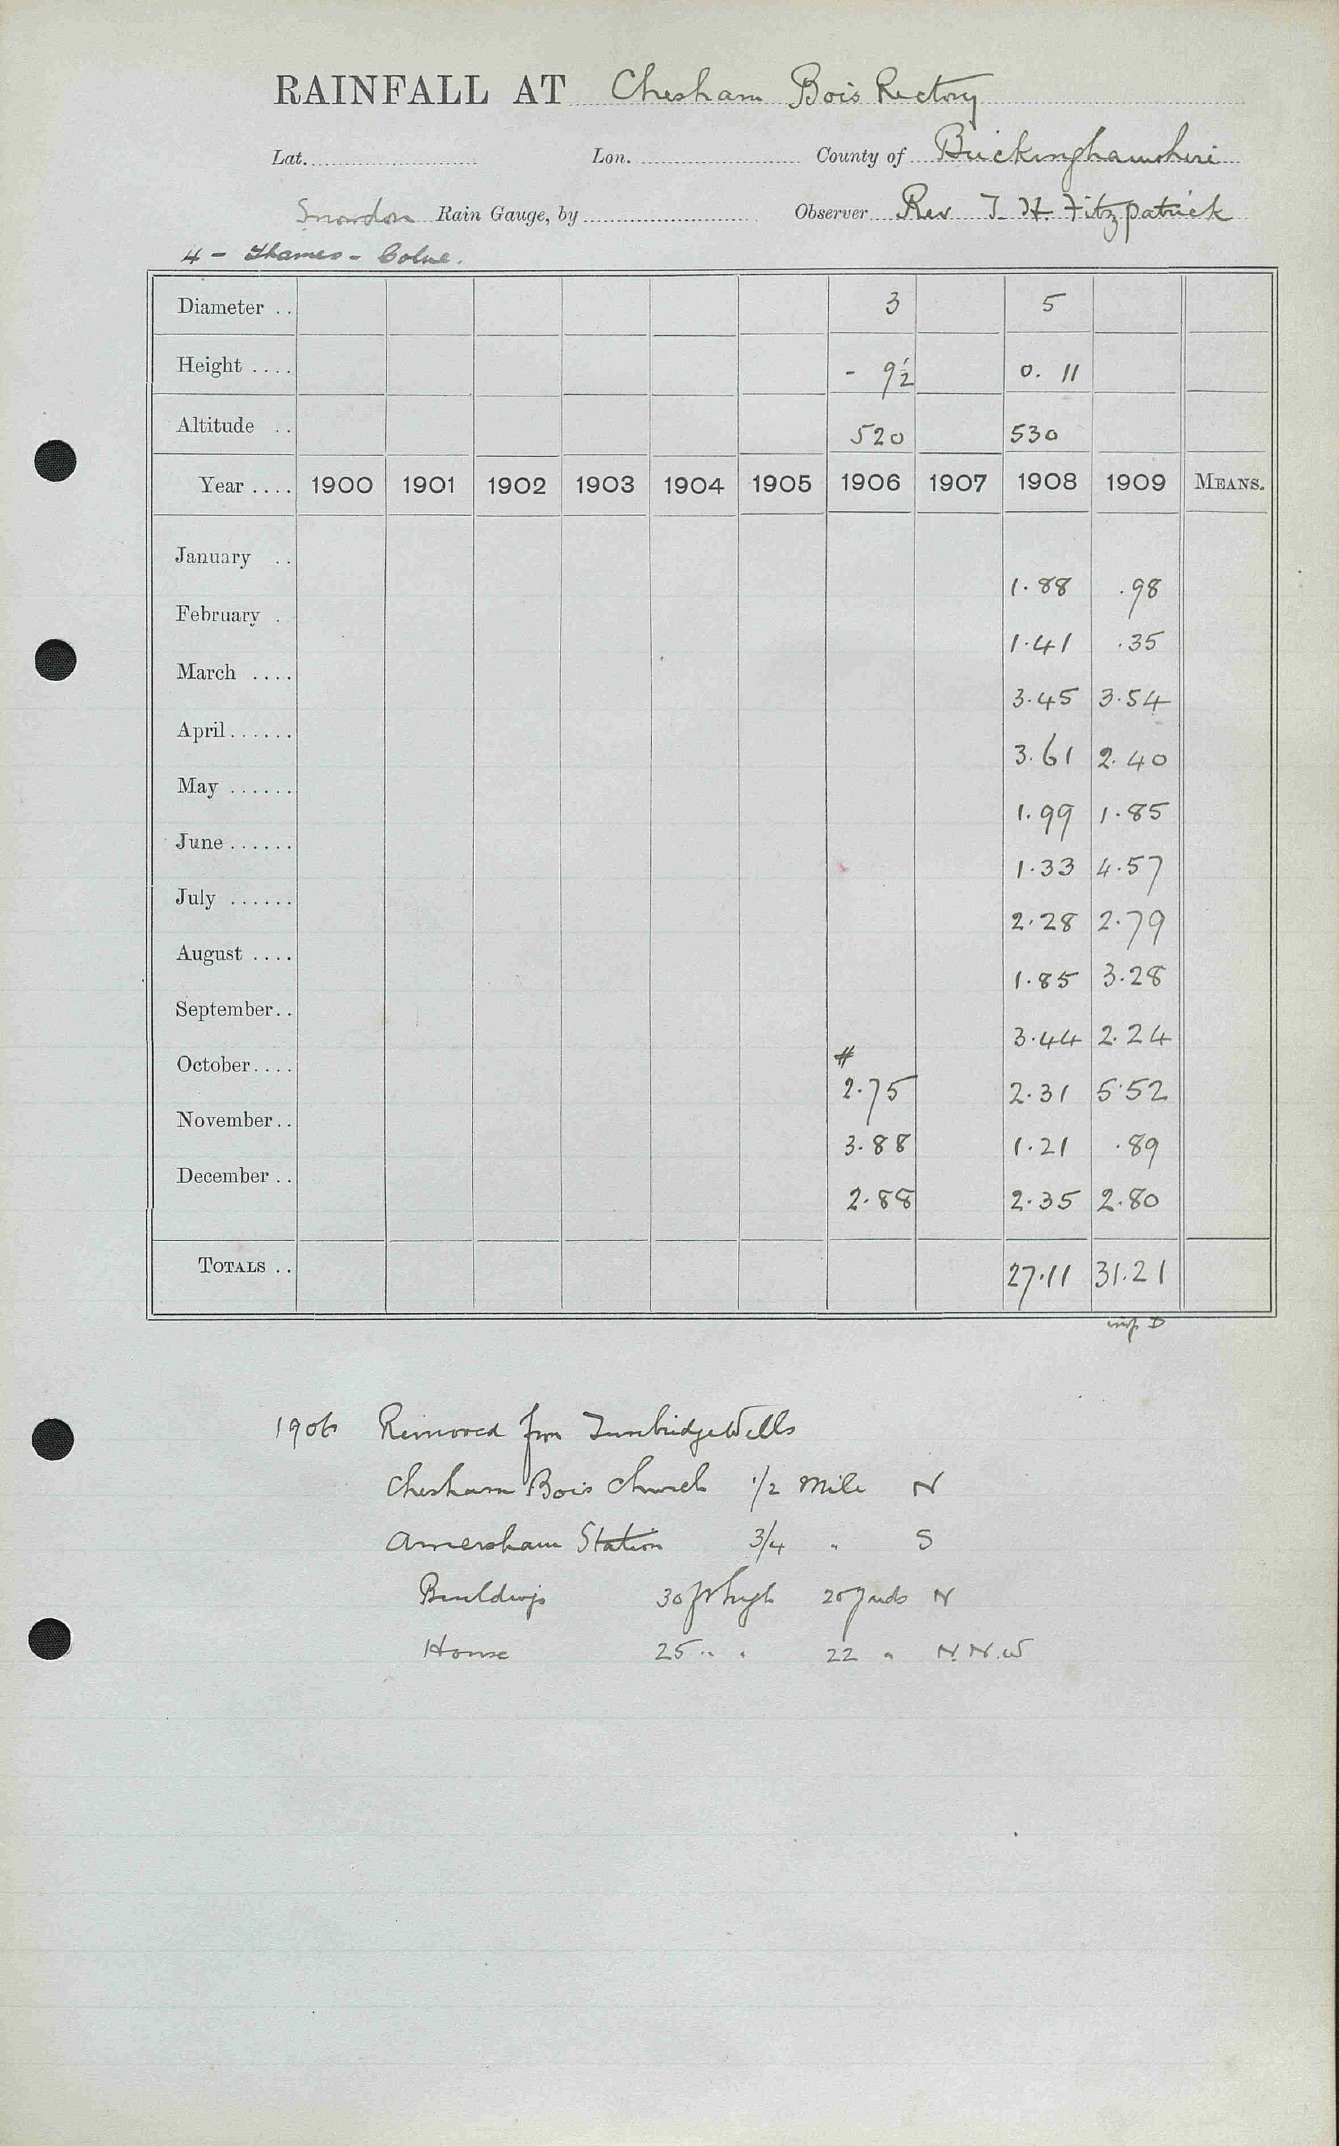 RAINFALL AT Chesham Bois Rectory
Lat. Lon. County of Buckinghamshire
Snowdon Rain Gauge, by Observer Rev T. H. Fitzpatrick
4 - Thames - Colne.
Diameter .. 3 5
Height .... - 9½ 0. 11
Altitude .. 520 530
Year .... 1900 1901 1902 1903 1904 1905 1906 1907 1908 1909 MEANS.
January ..
1.88 .98
February .
1.41 .35
March ....
3.45 3.54
April......
3.61 2.40
May ......
1.99 1.85
June ......
1.33 4.57
July ......
2.28 2.79
August ....
1.85 3.28
September..
3.44 2.24
#
October....
2.75 2.31 5.52
November..
3.88 1.21 .89
December ..
2.88 2.35 2.80
TOTALS .. 27.11 31.21
D
1906 Removed from Tunbridge Wells
Chesham Bois Church 1/2 Mile N
Amersham Station 3/4 " S
Buildings 30 ft high 20 yards N
House 25 " " 22 " N.N.W